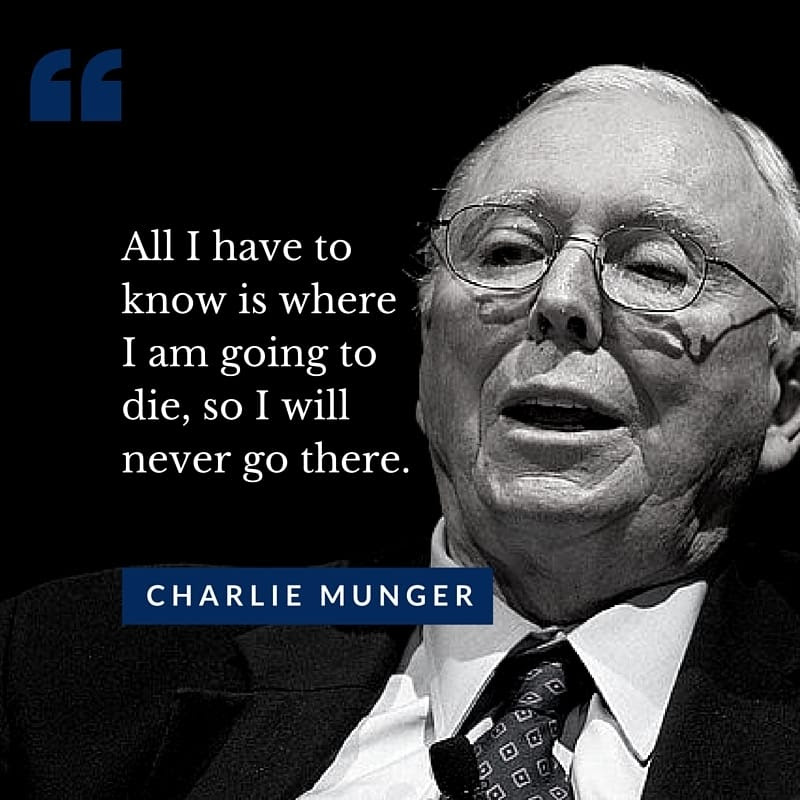 “
All I have to
know is where
I am going to
die, so I will
never go there.
CHARLIE MUNGER